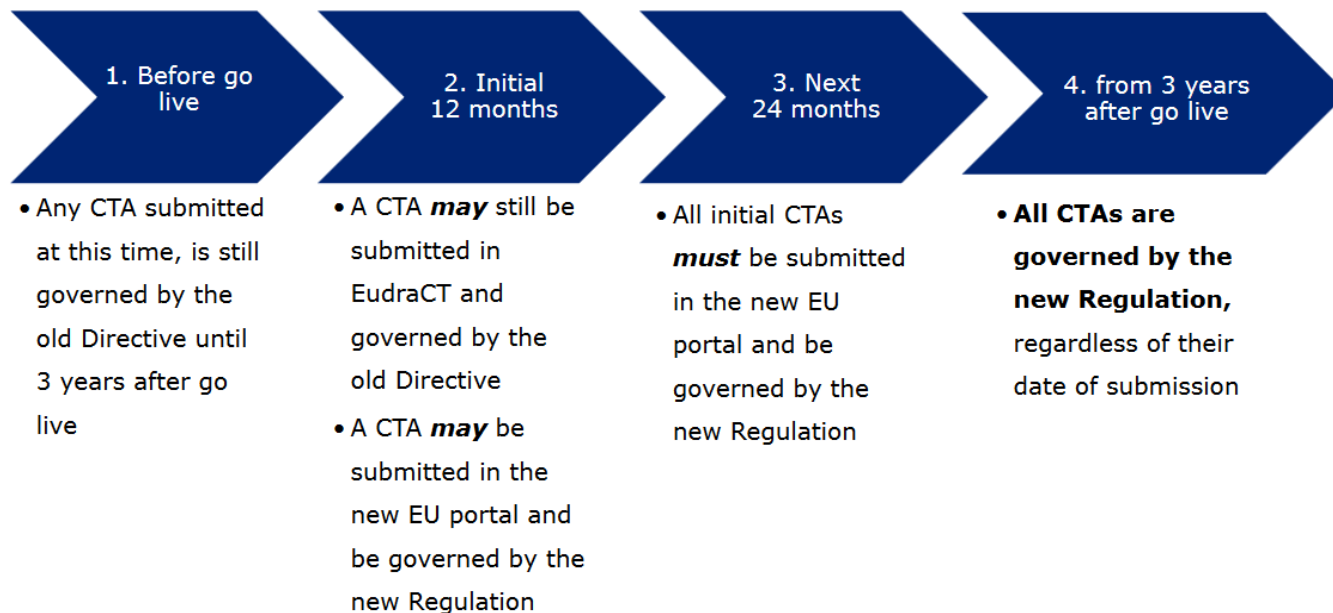 1. Before go
live
2. Initial
12 months
3. Next
24 months
4. from 3 years
after go live
• Any CTA submitted
at this time, is still
governed by the
old Directive until
3 years after go
live
• A CTA may still be
submitted in
EudraCT and
governed by the
old Directive
• A CTA may be
submitted in the
new EU portal and
be governed by the
new Regulation
• All initial CTAs
must be submitted
in the new EU
portal and be
governed by the
new Regulation
• All CTAs are
governed by the
new Regulation,
regardless of their
date of submission